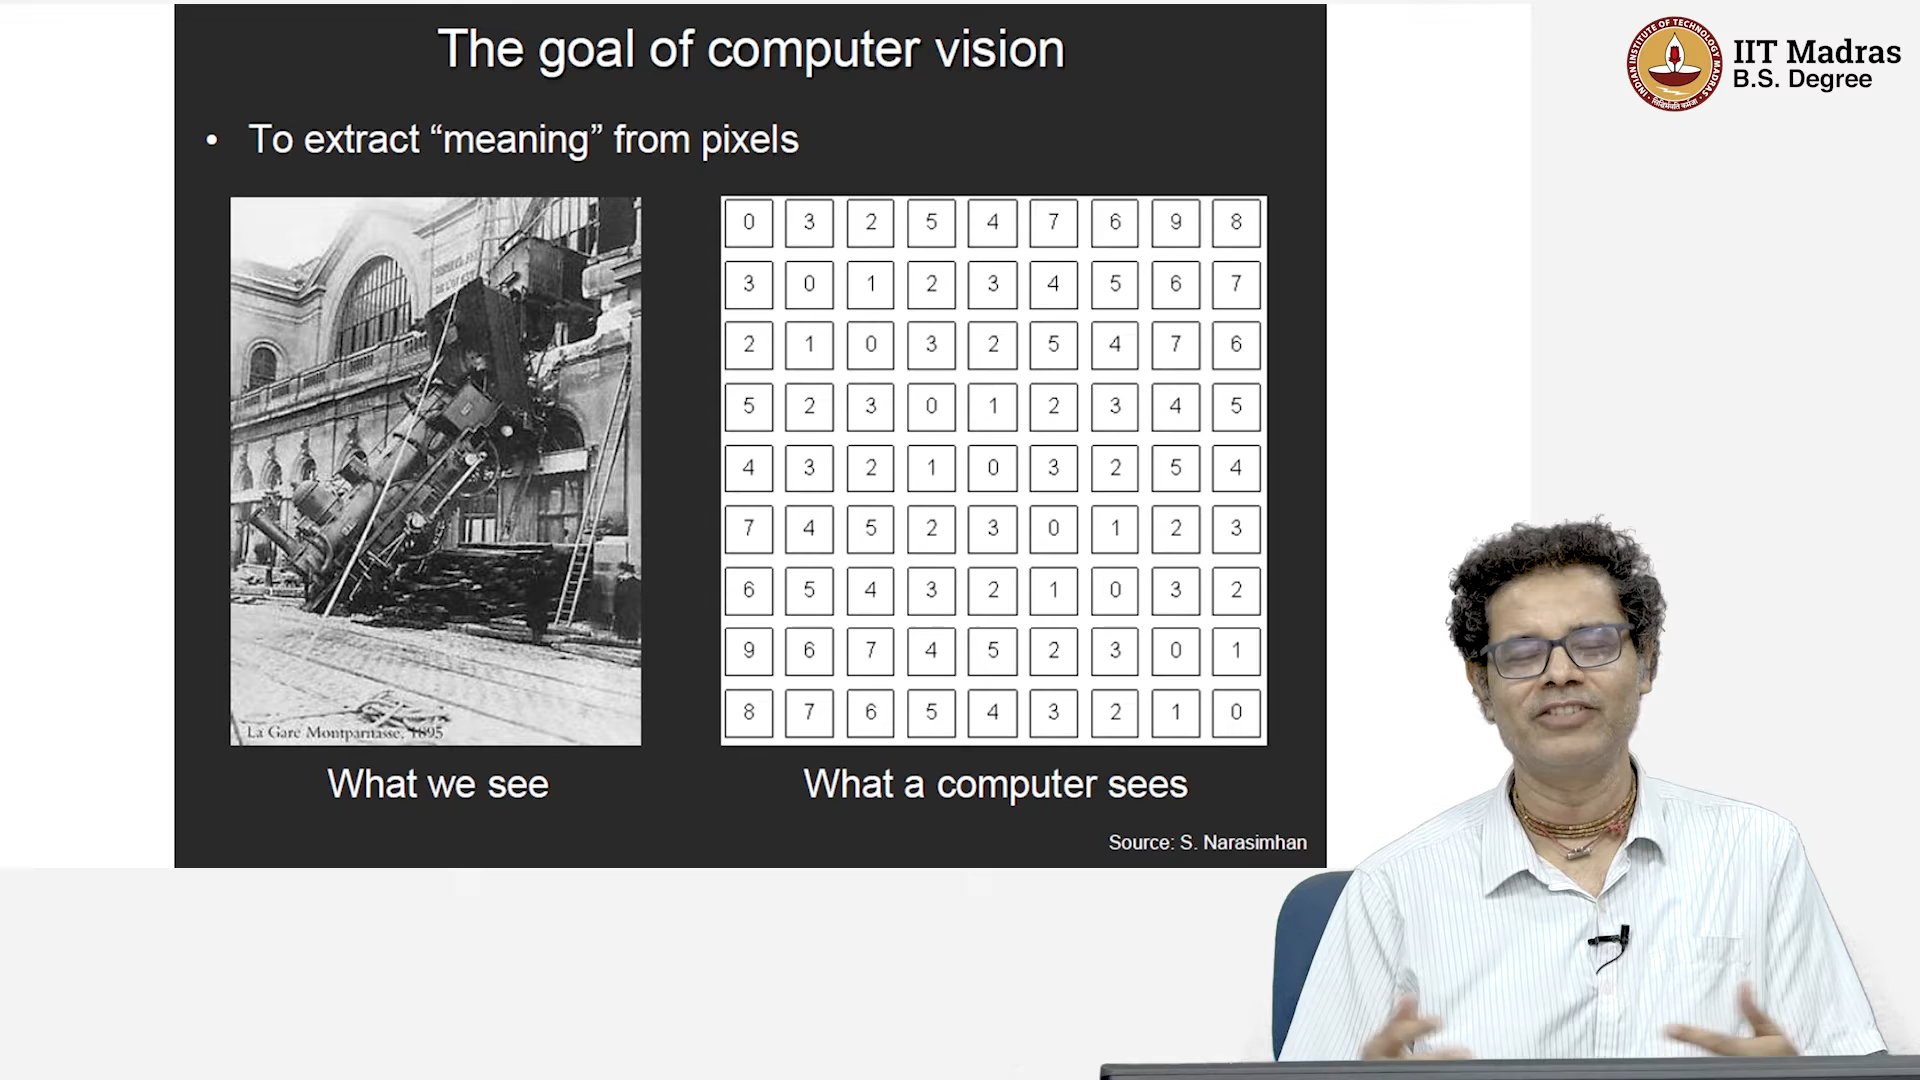 The goal of computer vision
• To extract “meaning” from pixels
0 3 2 5 4 7 6 9 8
3 0 1 2 3 4 5 6 7
2 1 0 3 2 5 4 7 6
5 2 3 0 1 2 3 4 5
4 3 2 1 0 3 2 5 4
7 4 5 2 3 0 1 2 3
6 5 4 3 2 1 0 3 2
9 6 7 4 5 2 3 0 1
8 7 6 5 4 3 2 1 0
La Gare Montparnasse, 1895
What we see
What a computer sees
Source: S. Narasimhan
IIT Madras
B.S. Degree
INDIAN INSTITUTE OF TECHNOLOGY MADRAS